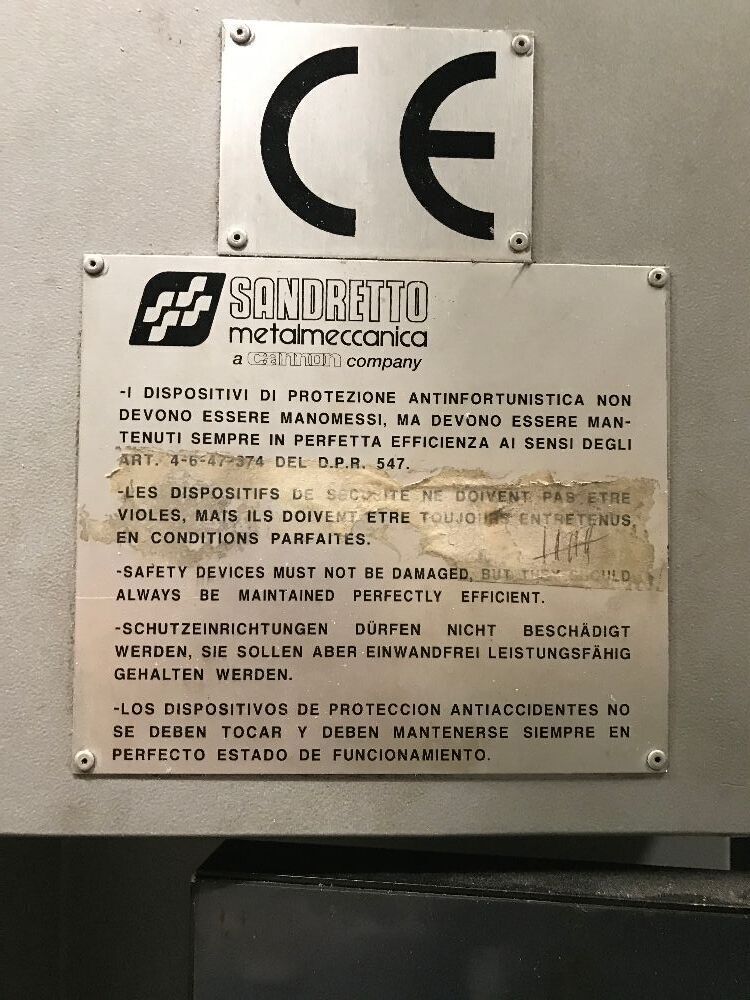 CE
SANDRETTO
metalmeccanica
a cannon company
-I DISPOSITIVI DI PROTEZIONE ANTINFORTUNISTICA NON
DEVONO ESSERE MANOMESSI, MA DEVONO ESSERE MAN-
TENUTI SEMPRE IN PERFETTA EFFICIENZA AI SENSI DEGLI
ART. 4-6-47-374 DEL D.P.R. 547.
-LES DISPOSITIFS DE SECURITE NE DOIVENT PAS ETRE
VIOLES, MAIS ILS DOIVENT ETRE TOUJOURS ENTRETENUS,
EN CONDITIONS PARFAITES.
-SAFETY DEVICES MUST NOT BE DAMAGED, BUT THEY SHOULD
ALWAYS BE MAINTAINED PERFECTLY EFFICIENT.
-SCHUTZEINRICHTUNGEN DÜRFEN NICHT BESCHÄDIGT
WERDEN, SIE SOLLEN ABER EINWANDFREI LEISTUNGSFÄHIG
GEHALTEN WERDEN.
-LOS DISPOSITIVOS DE PROTECCION ANTIACCIDENTES NO
SE DEBEN TOCAR Y DEBEN MANTENERSE SIEMPRE EN
PERFECTO ESTADO DE FUNCIONAMIENTO.